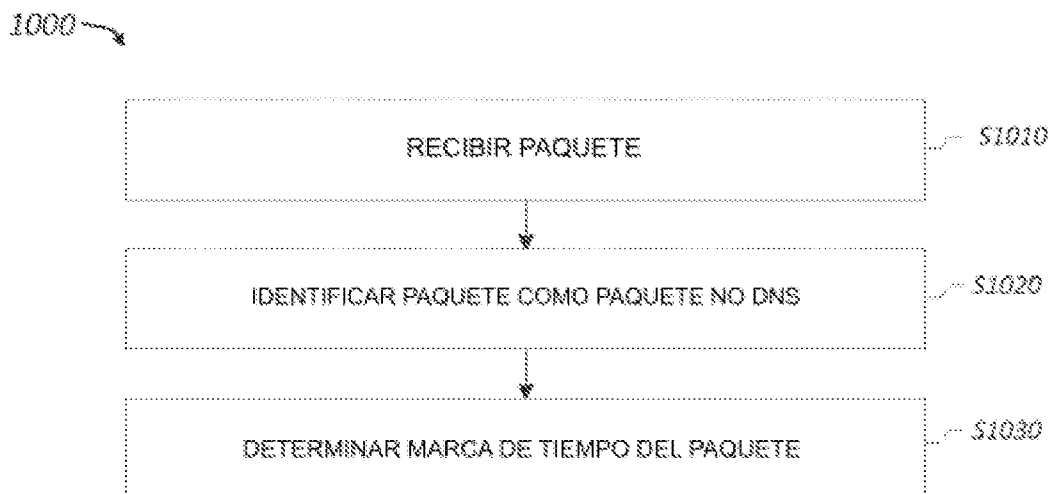 1000
RECIBIR PAQUETE
S1010
IDENTIFICAR PAQUETE COMO PAQUETE NO DNS
S1020
DETERMINAR MARCA DE TIEMPO DEL PAQUETE
S1030